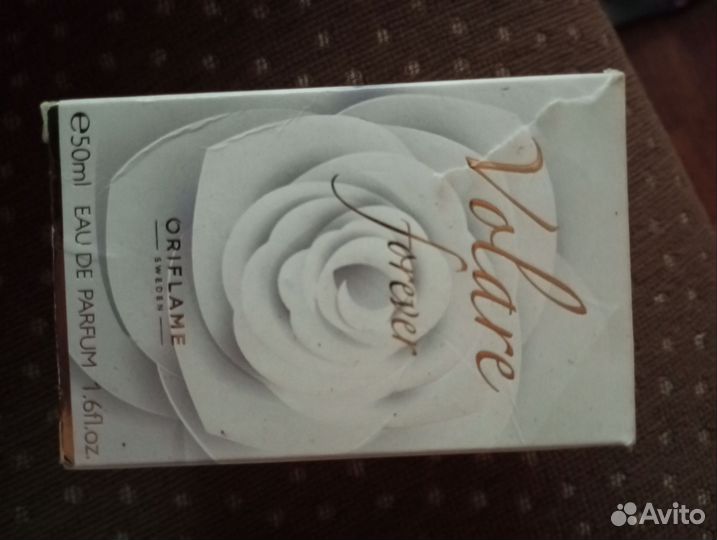 Volare
forever
ORIFLAME
SWEDEN
e50ml EAU DE PARFUM 1.6fl.oz.
Avito